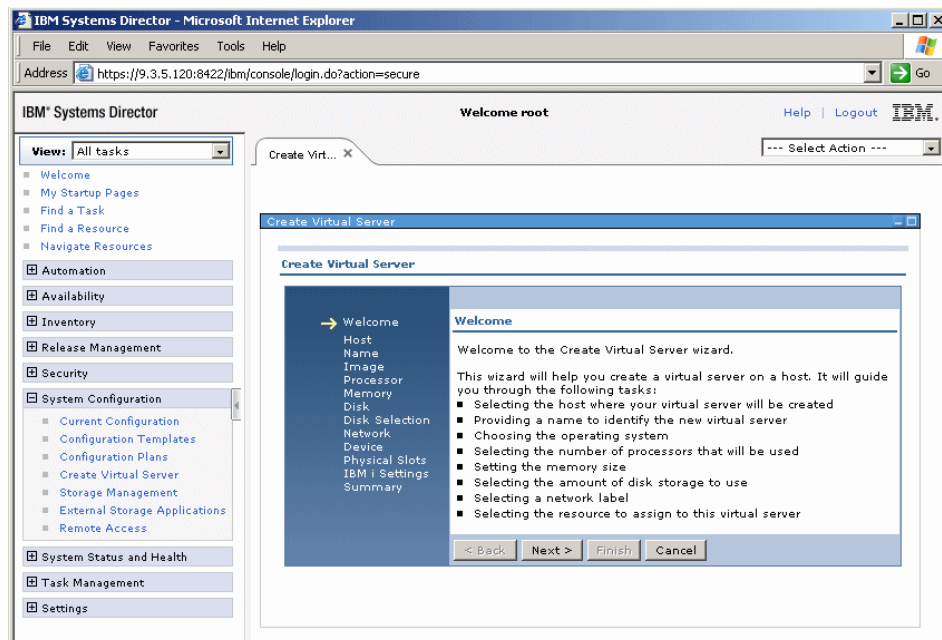 IBM Systems Director - Microsoft Internet Explorer
File Edit View Favorites Tools Help
Address https://9.3.5.120:8422/ibm/console/login.do?action=secure Go
IBM® Systems Director Welcome root Help | Logout IBM.
View: All tasks
Create Virt... X
--- Select Action ---
Welcome
My Startup Pages
Find a Task
Find a Resource
Navigate Resources
Automation
Availability
Inventory
Release Management
Security
System Configuration
Current Configuration
Configuration Templates
Configuration Plans
Create Virtual Server
Storage Management
External Storage Applications
Remote Access
System Status and Health
Task Management
Settings
Create Virtual Server
Create Virtual Server
Welcome
Host
Name
Image
Processor
Memory
Disk
Disk Selection
Network
Device
Physical Slots
IBM i Settings
Summary
Welcome
Welcome to the Create Virtual Server wizard.
This wizard will help you create a virtual server on a host. It will guide
you through the following tasks:
Selecting the host where your virtual server will be created
Providing a name to identify the new virtual server
Choosing the operating system
Selecting the number of processors that will be used
Setting the memory size
Selecting the amount of disk storage to use
Selecting a network label
Selecting the resource to assign to this virtual server
< Back Next > Finish Cancel